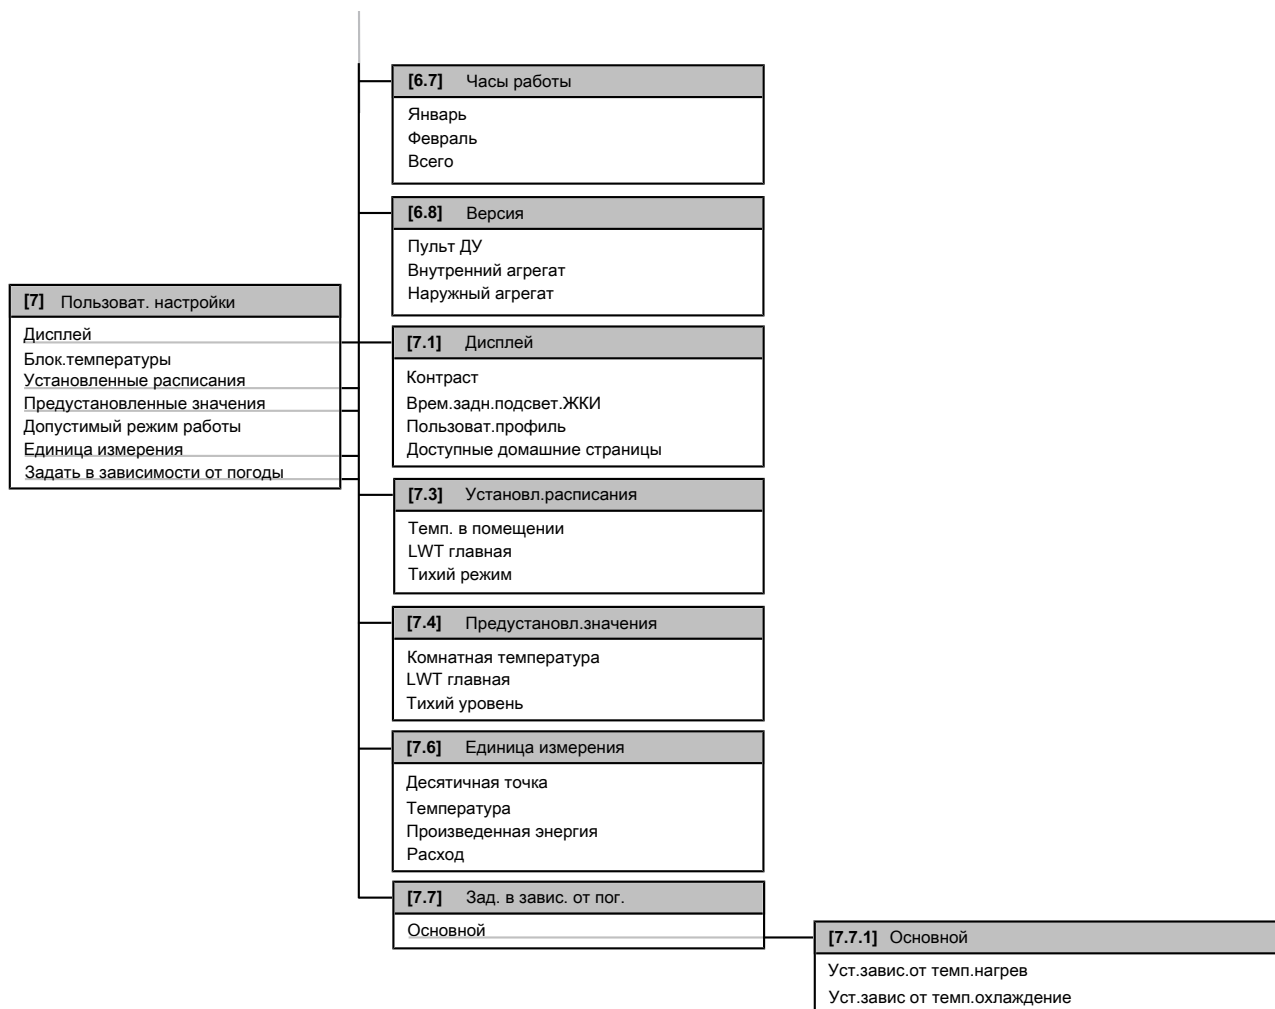 [6.7] Часы работы
Январь
Февраль
Всего
[6.8] Версия
Пульт ДУ
Внутренний агрегат
Наружный агрегат
[7] Пользоват. настройки
Дисплей
Блок.температуры
Установленные расписания
Предустановленные значения
Допустимый режим работы
Единица измерения
Задать в зависимости от погоды
[7.1] Дисплей
Контраст
Врем.задн.подсвет.ЖКИ
Пользоват.профиль
Доступные домашние страницы
[7.3] Установл.расписания
Темп. в помещении
LWT главная
Тихий режим
[7.4] Предустановл.значения
Комнатная температура
LWT главная
Тихий уровень
[7.6] Единица измерения
Десятичная точка
Температура
Произведенная энергия
Расход
[7.7] Зад. в завис. от пог.
Основной
[7.7.1] Основной
Уст.завис.от темп.нагрев
Уст.завис от темп.охлаждение